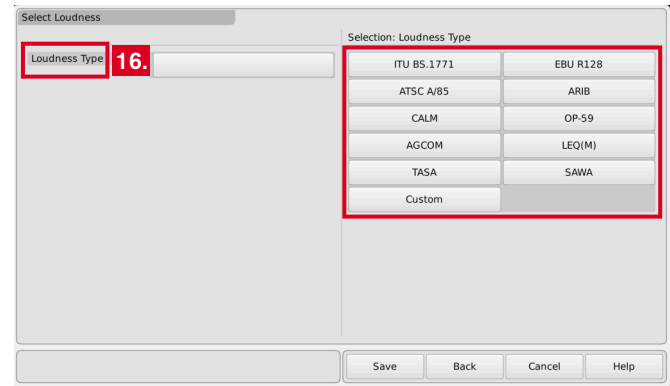 Select Loudness
Selection: Loudness Type
Loudness Type 16.
ITU BS.1771 EBU R128
ATSC A/85 ARIB
CALM OP-59
AGCOM LEQ(M)
TASA SAWA
Custom
Save Back Cancel Help